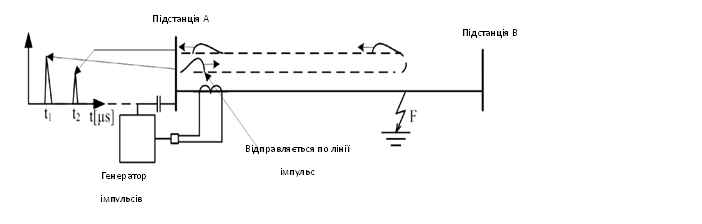 Підстанція А
Підстанція В
t1 t2 t[μs]
F
Відправляється по лінії
імпульс
Генератор
імпульсів